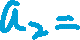 a₂ =